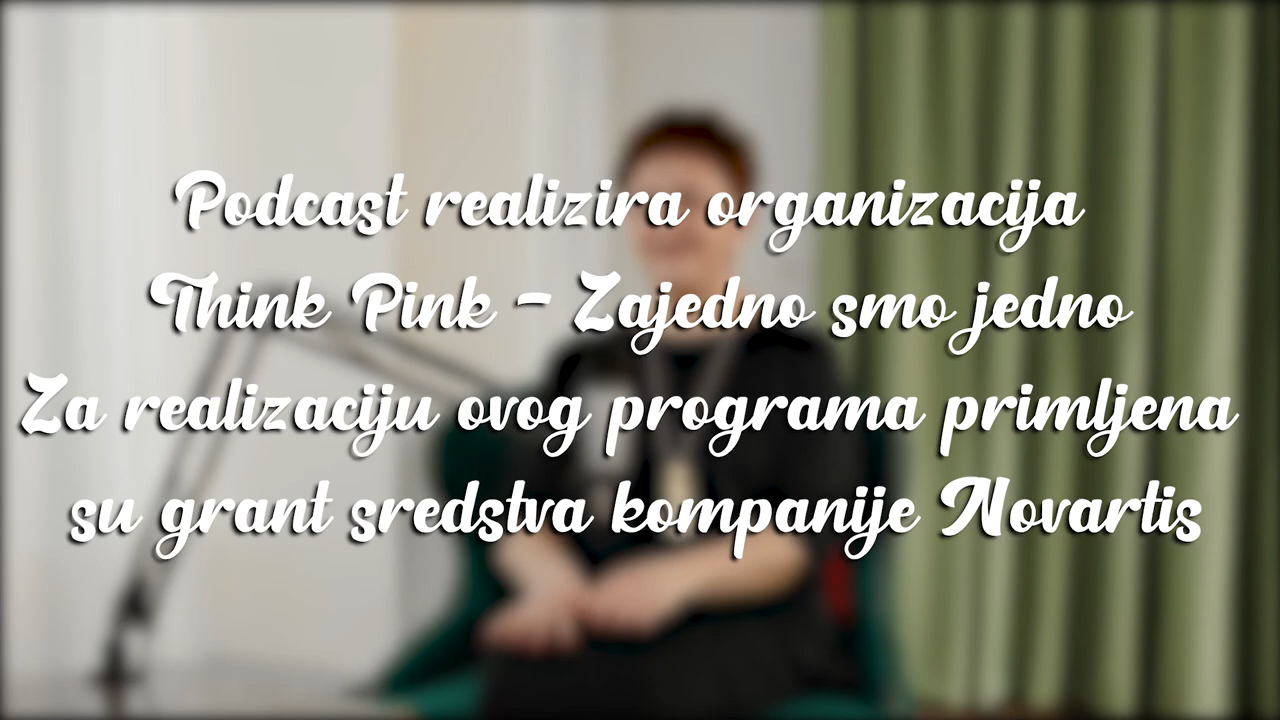 Podcast realizira organizacija
Think Pink - Zajedno smo jedno
Za realizaciju ovog programa primljena
su grant sredstva kompanije Novartis